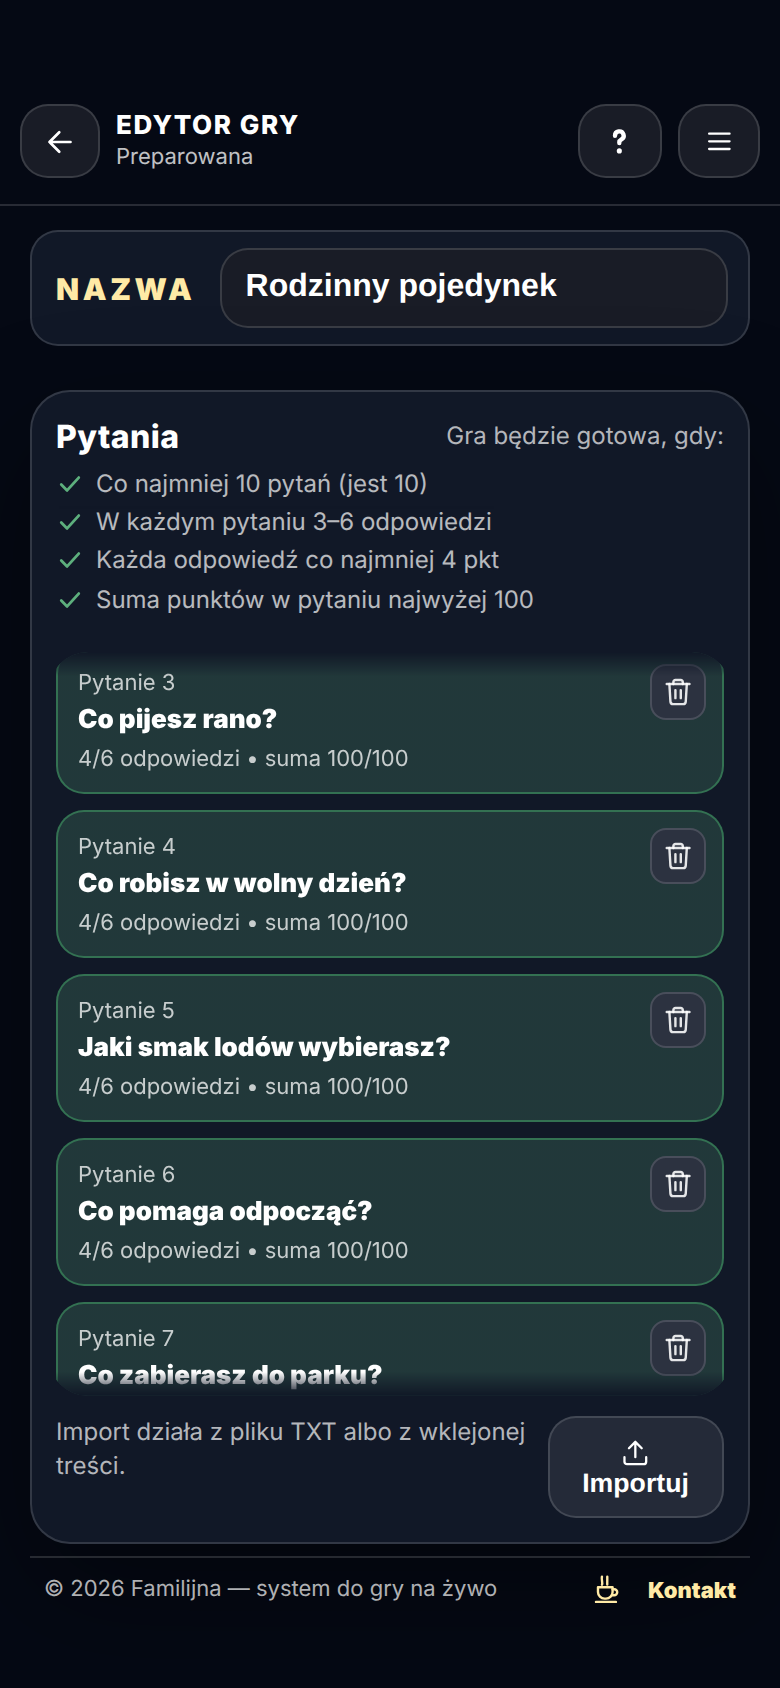 EDYTOR GRY
Preparowana
?
NAZWA
Rodzinny pojedynek
Pytania
Gra będzie gotowa, gdy:
Co najmniej 10 pytań (jest 10)
W każdym pytaniu 3–6 odpowiedzi
Każda odpowiedź co najmniej 4 pkt
Suma punktów w pytaniu najwyżej 100
Pytanie 3
Co pijesz rano?
4/6 odpowiedzi • suma 100/100
Pytanie 4
Co robisz w wolny dzień?
4/6 odpowiedzi • suma 100/100
Pytanie 5
Jaki smak lodów wybierasz?
4/6 odpowiedzi • suma 100/100
Pytanie 6
Co pomaga odpocząć?
4/6 odpowiedzi • suma 100/100
Pytanie 7
Co zabierasz do parku?
Import działa z pliku TXT albo z wklejonej
treści.
Importuj
© 2026 Familijna — system do gry na żywo
Kontakt